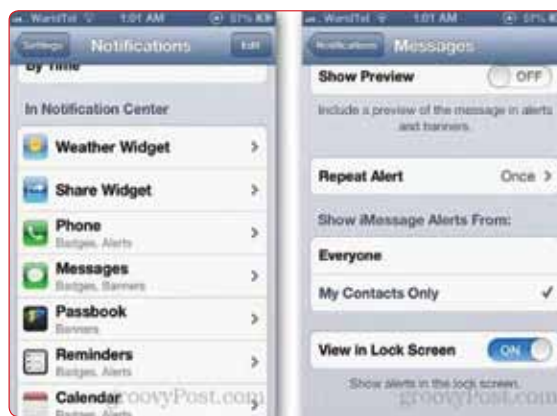 1:01 AM
Settings
Notifications
Edit
By Time
In Notification Center
Weather Widget
Share Widget
Phone
Badges, Alerts
Messages
Badges, Banners
Passbook
Banners
Reminders
Badges, Alerts
Calendar
Badges, Alerts
groovyPost.com
1:01 AM
Notifications
Messages
Show Preview
OFF
Include a preview of the message in alerts
and banners.
Repeat Alert Once
Show iMessage Alerts From:
Everyone
My Contacts Only
View in Lock Screen
ON
Show alerts in the lock screen.
groovyPost.com